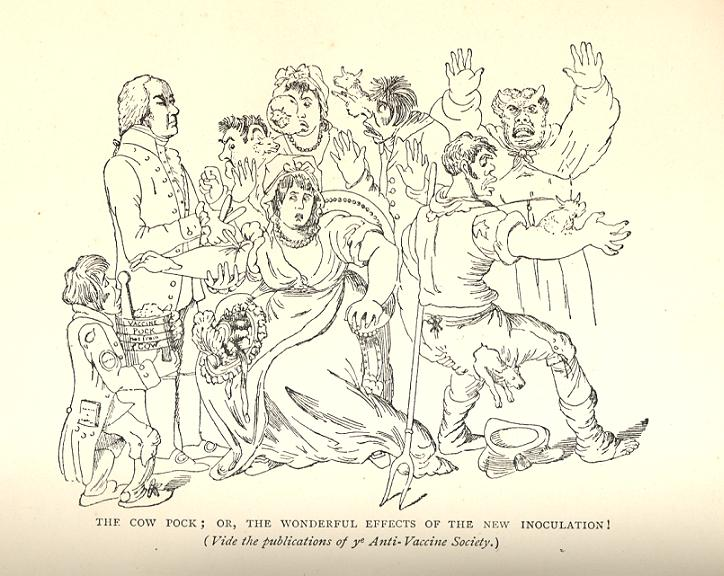 VACCINE
POCK
hot from
Ye COW
THE COW POCK; OR, THE WONDERFUL EFFECTS OF THE NEW INOCULATION!
(Vide the publications of yᵉ Anti-Vaccine Society.)